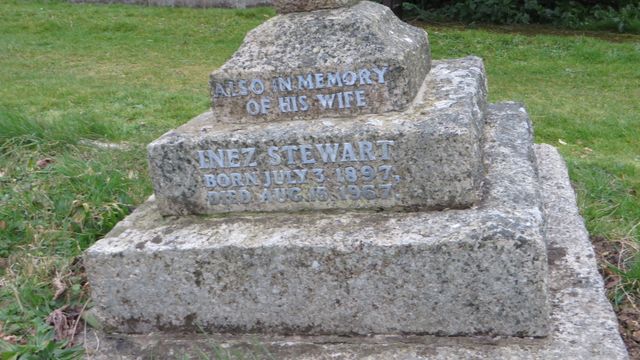 ALSO IN MEMORY
OF HIS WIFE
INEZ STEWART
BORN JULY 3 1897,
DIED AUG 15 1967.